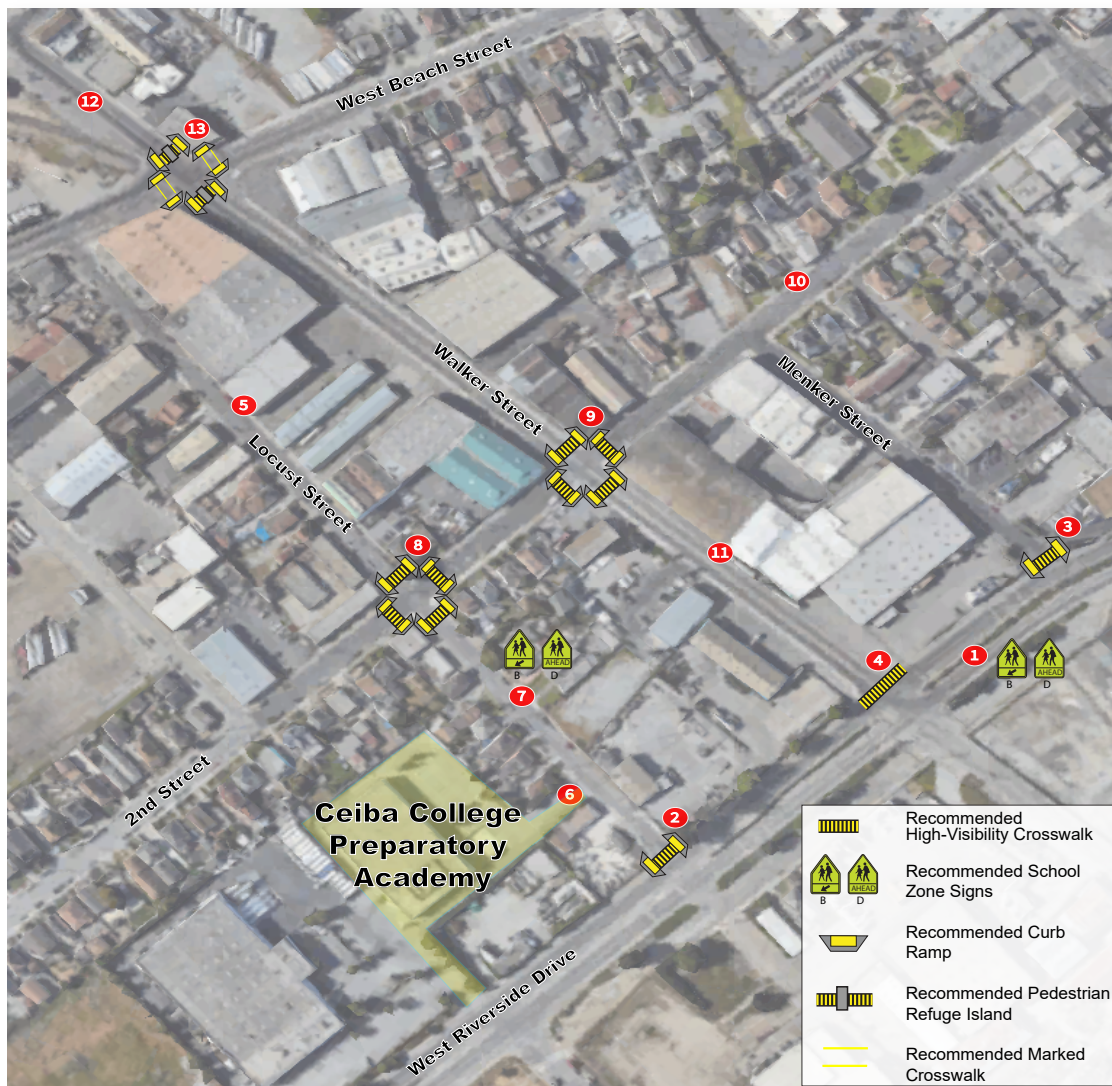 West Beach Street
12
13
10
Walker Street
Menker Street
5
9
Locust Street
3
8
11
B
D
AHEAD
7
4
1
B
D
AHEAD
2nd Street
6
Ceiba College
Preparatory
Academy
2
West Riverside Drive
Recommended
High-Visibility Crosswalk
AHEAD
B
D
Recommended School
Zone Signs
Recommended Curb
Ramp
Recommended Pedestrian
Refuge Island
Recommended Marked
Crosswalk